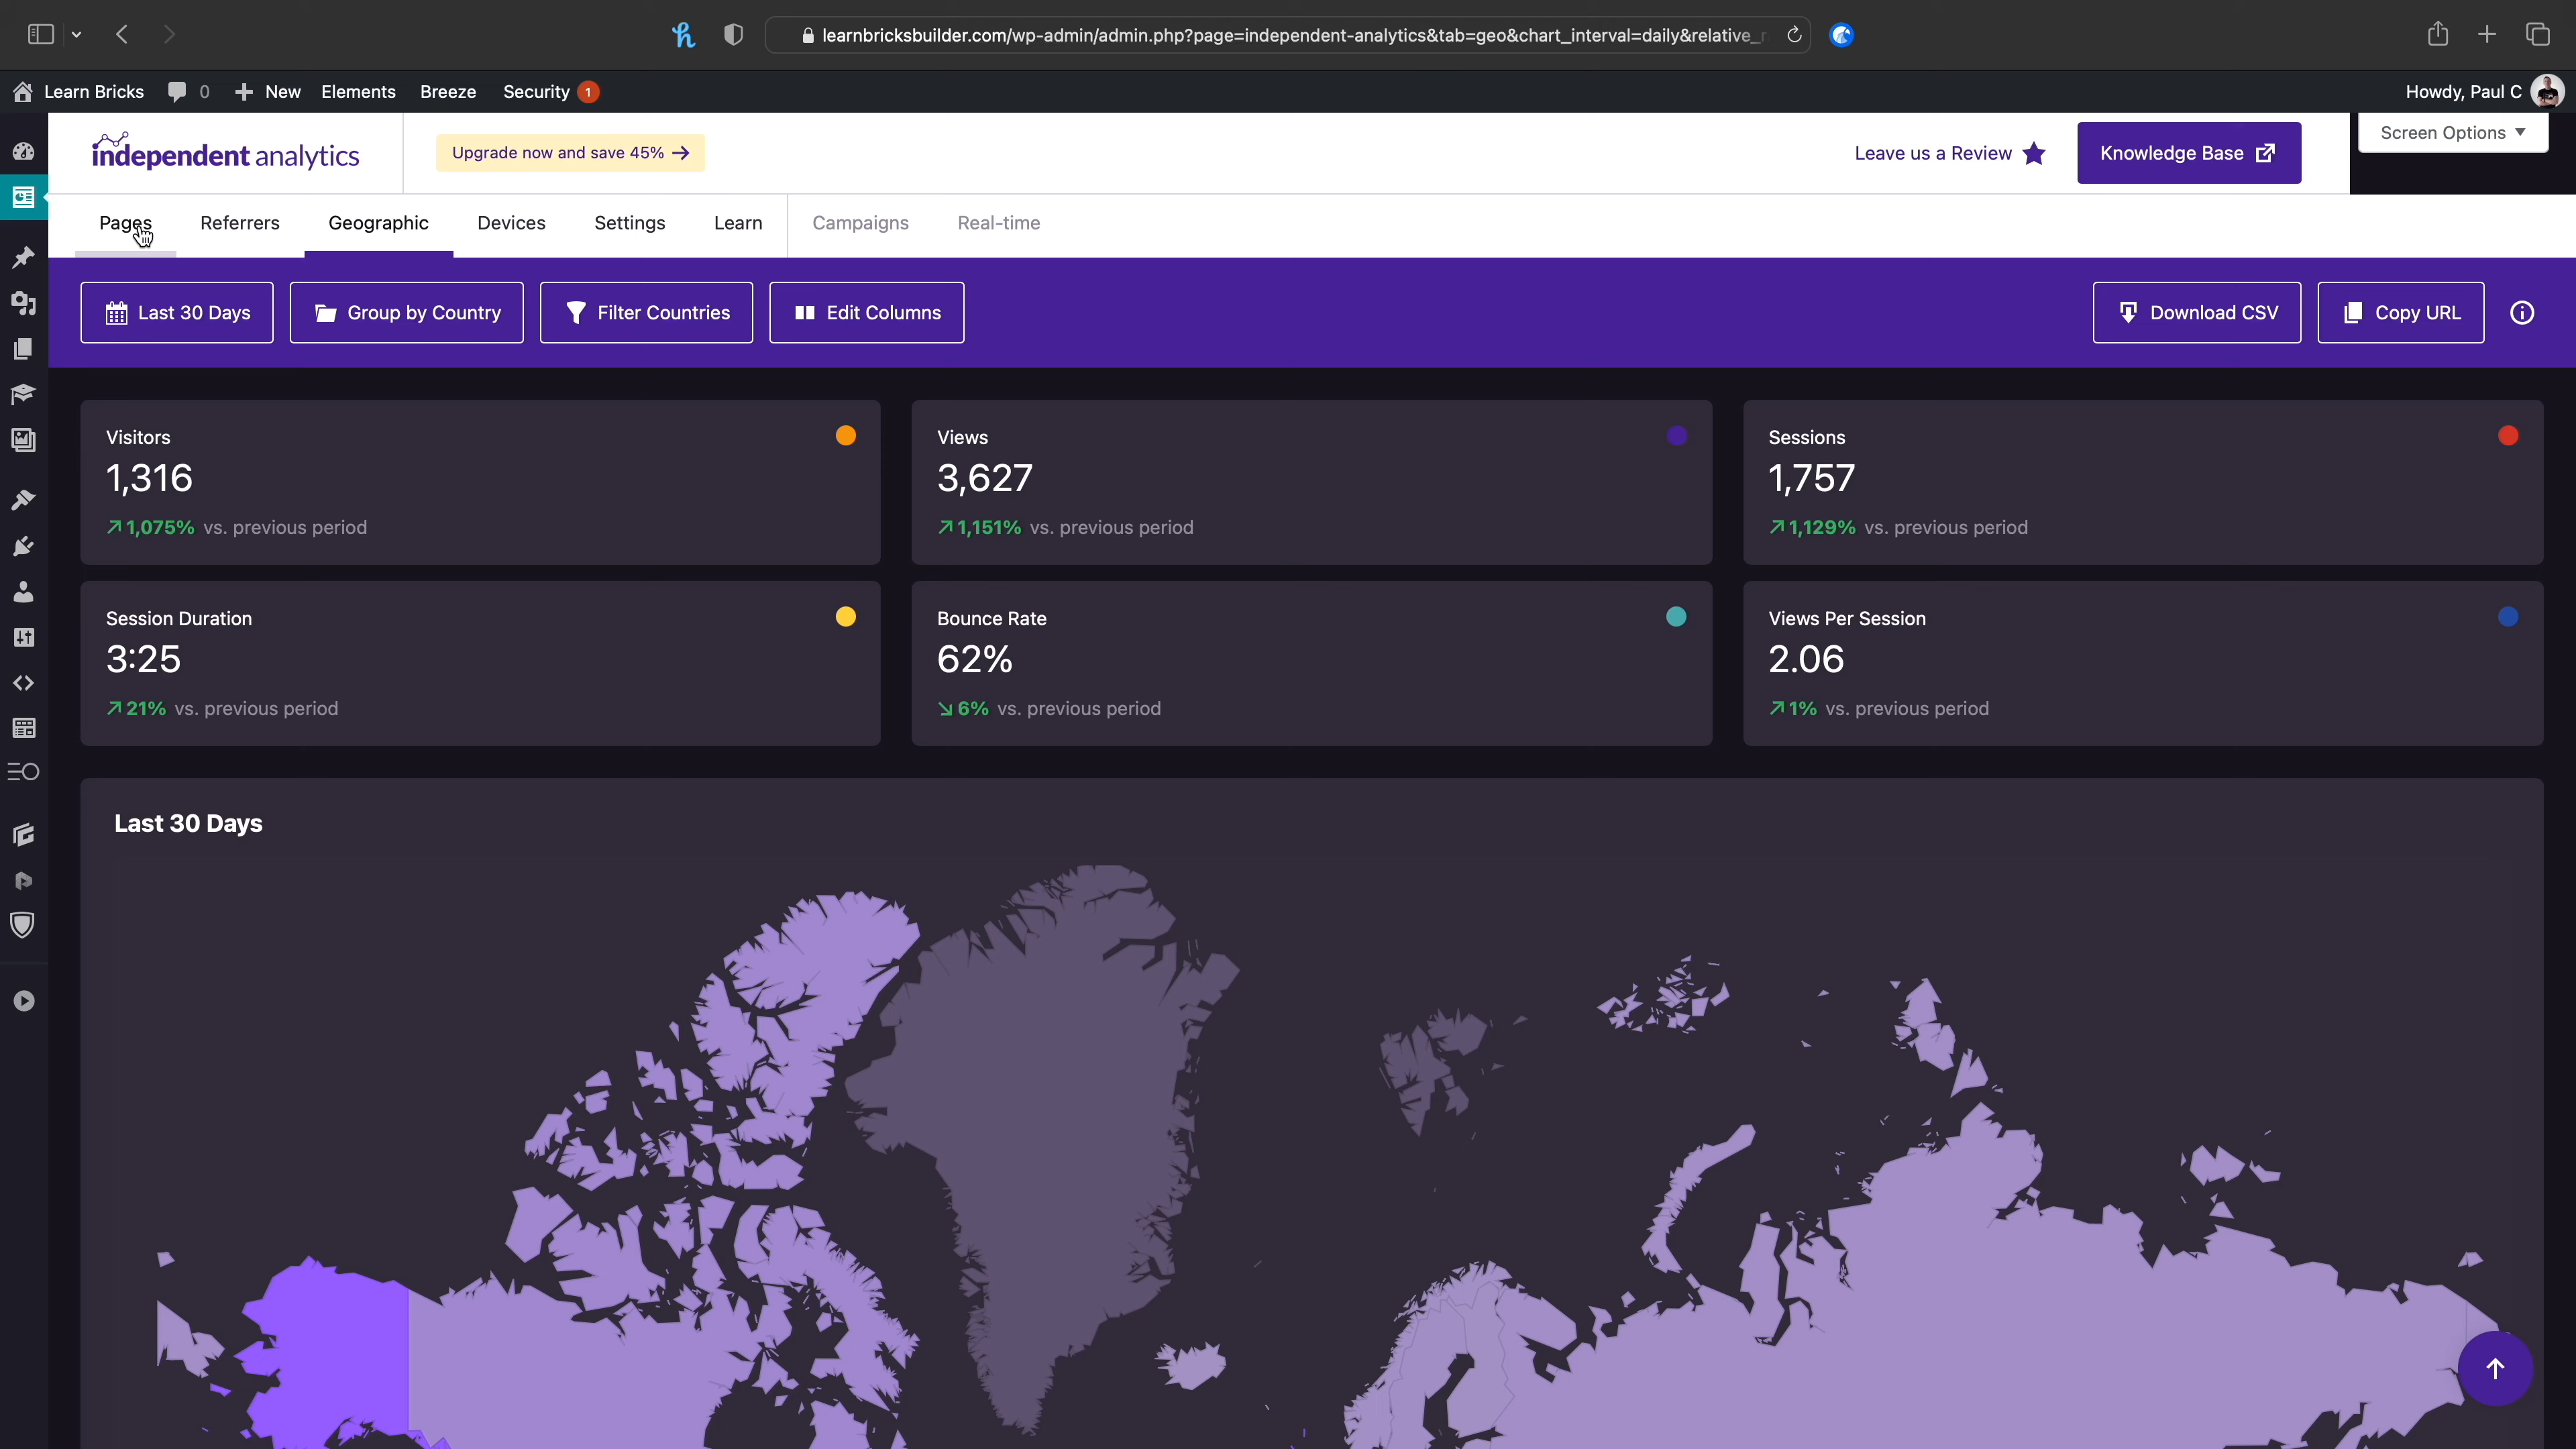 learnbricksbuilder.com/wp-admin/admin.php?page=independent-analytics&tab=geo&chart_interval=daily&relative_r
Learn Bricks 0 New Elements Breeze Security 1 Howdy, Paul C
independent analytics Upgrade now and save 45% → Leave us a Review Knowledge Base Screen Options
Pages Referrers Geographic Devices Settings Learn Campaigns Real-time
Last 30 Days Group by Country Filter Countries Edit Columns Download CSV Copy URL
Visitors Views Sessions
1,316 3,627 1,757
1,075% vs. previous period 1,151% vs. previous period 1,129% vs. previous period
Session Duration Bounce Rate Views Per Session
3:25 62% 2.06
21% vs. previous period 6% vs. previous period 1% vs. previous period
Last 30 Days